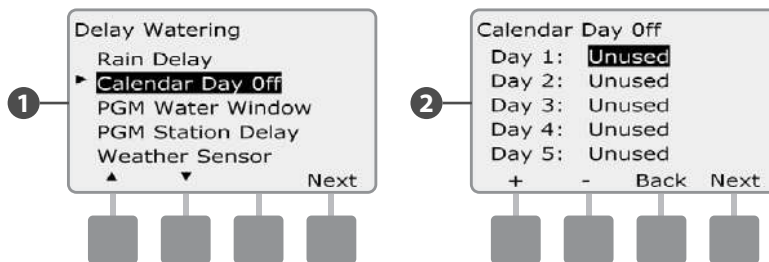 Delay Watering
Rain Delay
Calendar Day Off
PGM Water Window
PGM Station Delay
Weather Sensor
Next
1
Calendar Day Off
Day 1: Unused
Day 2: Unused
Day 3: Unused
Day 4: Unused
Day 5: Unused
+ - Back Next
2